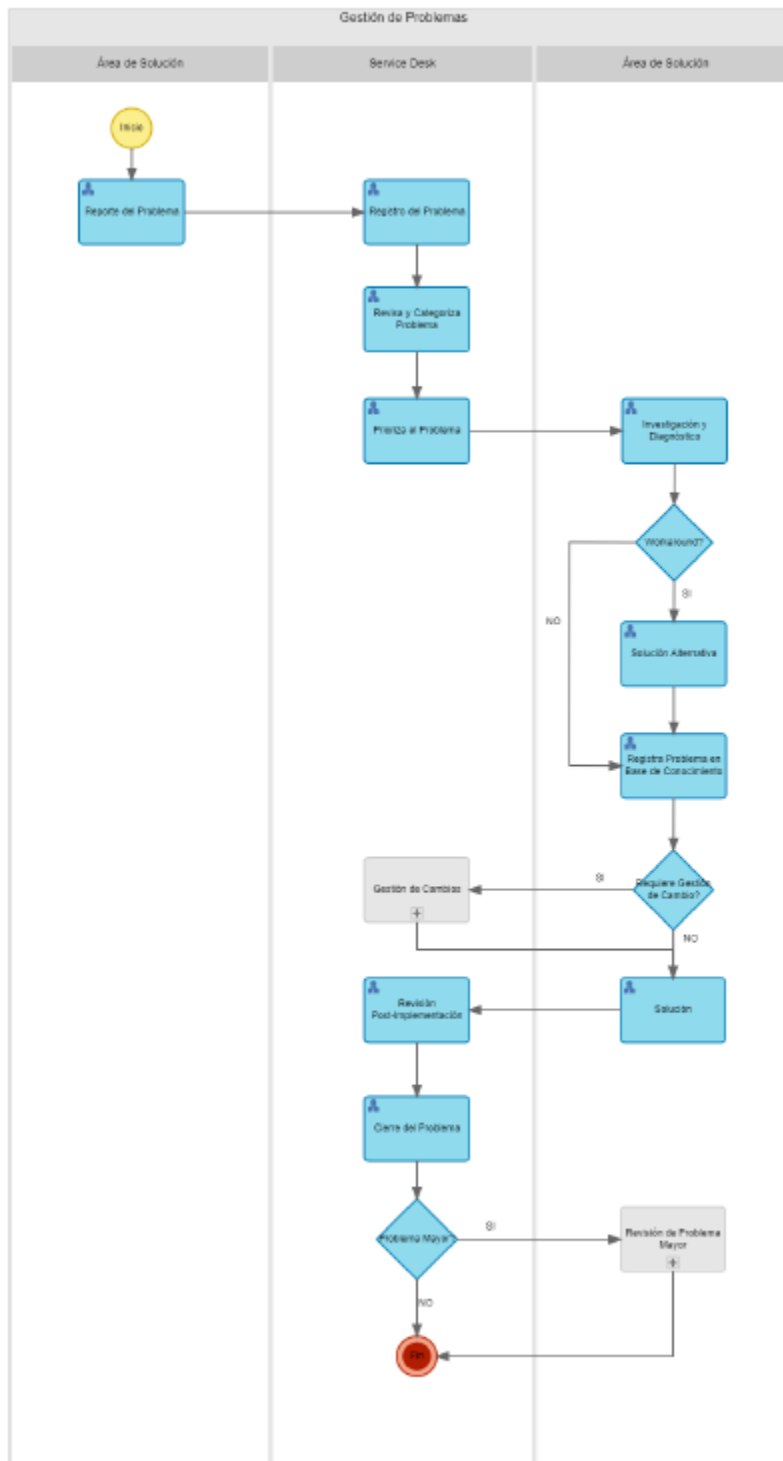 Gestión de Problemas
Área de Solución
Service Desk
Área de Solución
Inicio
Reporte del Problema
Registro del Problema
Revisa y Categoriza
Problema
Prioriza el Problema
Investigación y
Diagnóstico
Workaround?
SI
NO
Solución Alternativa
Registra Problema en
Base de Conocimiento
Requiere Gestión
de Cambio?
SI
Gestión de Cambios
NO
Solución
Revisión
Post-Implementación
Cierre del Problema
Problema Mayor?
SI
Revisión de Problema
Mayor
NO
Fin